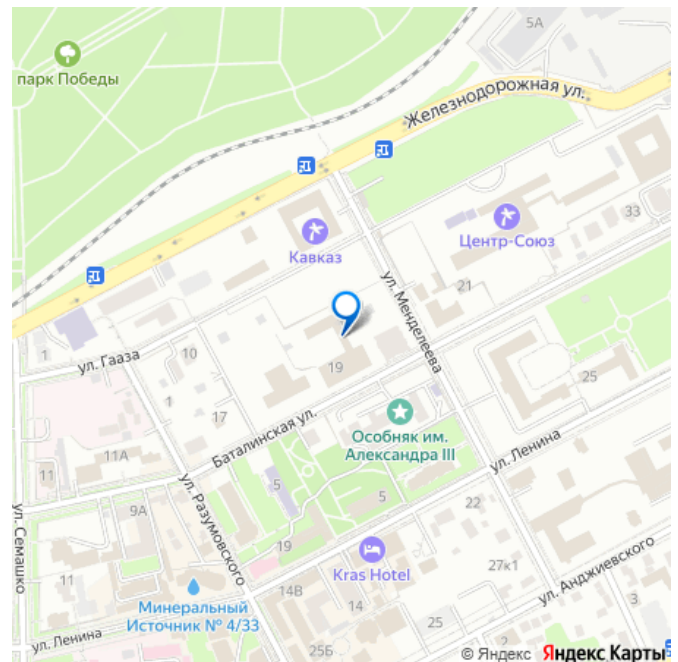 5А
парк Победы
Железнодорожная ул.
33
Кавказ
Центр-Союз
21
ул. Менделеева
1
ул. Гааза
10
19
25
1
17
Баталинская ул.
Особняк им.
Александра III
ул. Ленина
11А
11
ул. Разумовского
5
5
9А
22
ул. Семашко
19
Kras Hotel
27к1
11
14В
ул. Анджиевского
Минеральный
Источник № 4/33
14
3
ул. Ленина
25Б
25
2
© Яндекс Яндекс Карты